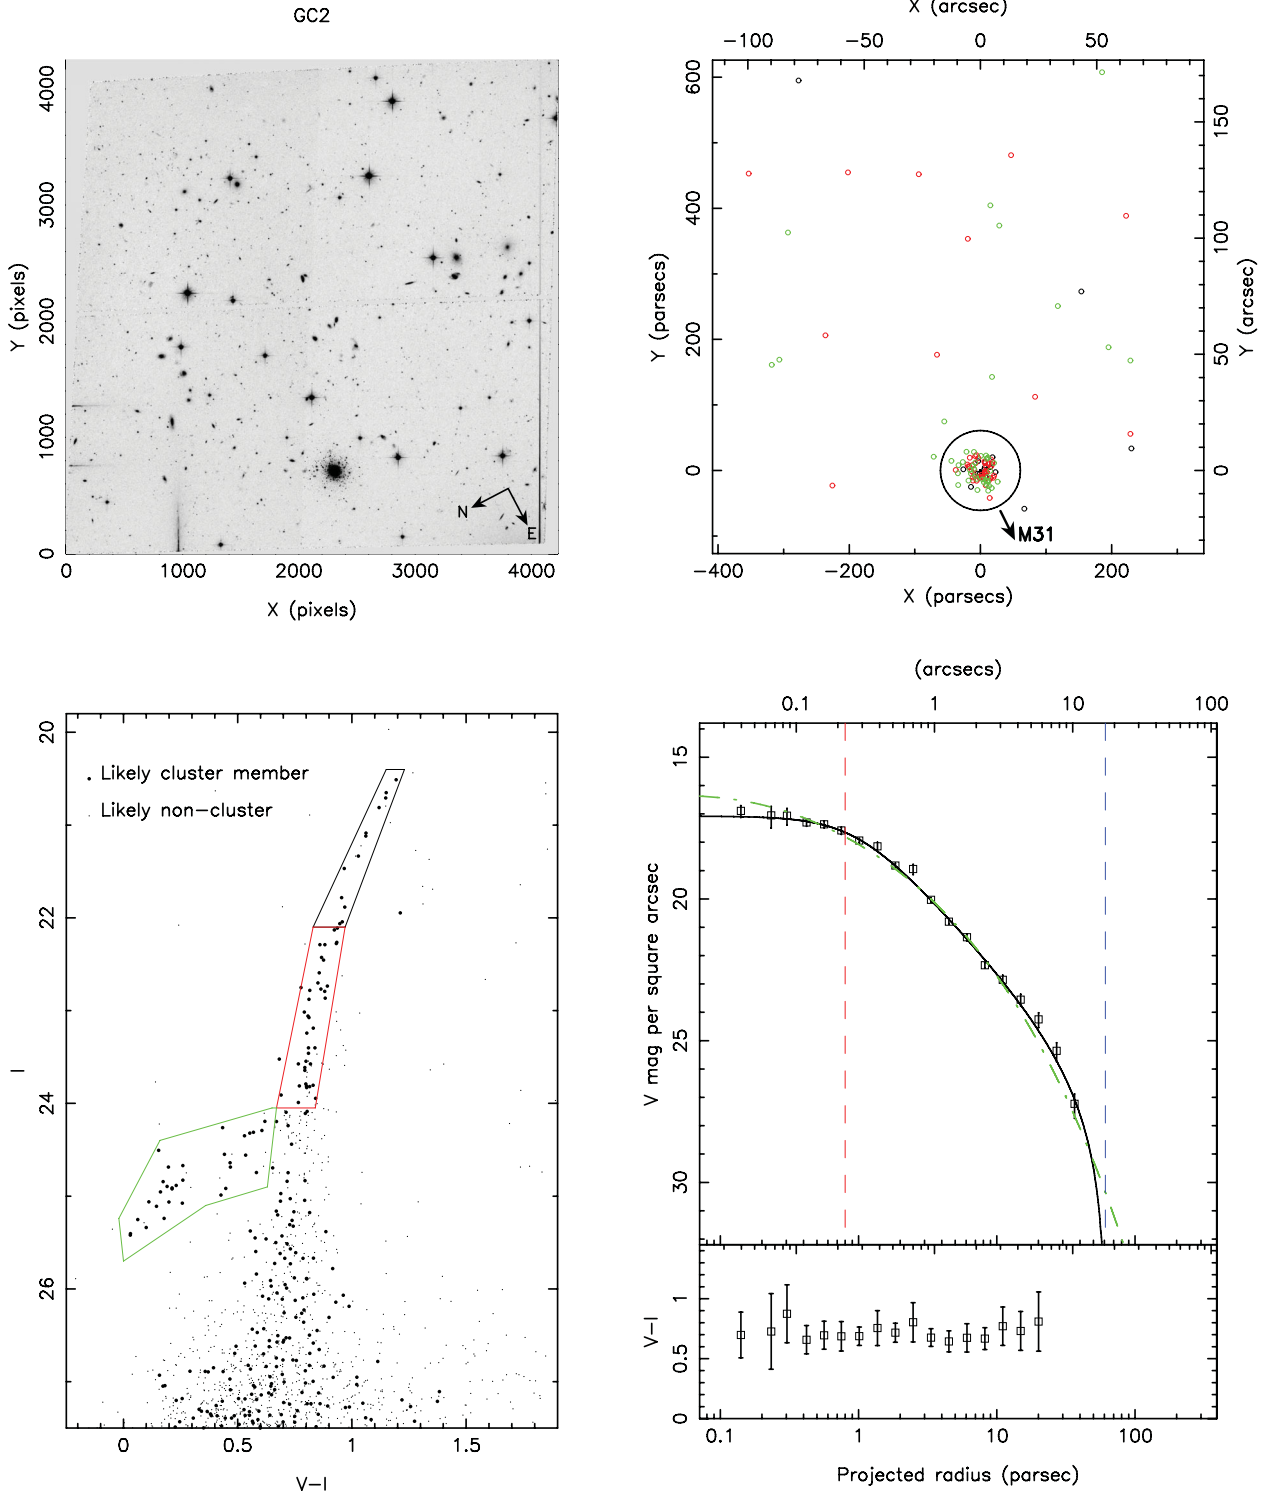 GC2
4000
3000
2000
1000
0
Y (pixels)
N
E
0 1000 2000 3000 4000
X (pixels)
X (arcsec)
−100 −50 0 50
600
400
200
0
Y (parsecs)
150
100
50
0
Y (arcsec)
M31
−400 −200 0 200
X (parsecs)
20
22
24
26
I
Likely cluster member
Likely non−cluster
0 0.5 1 1.5
V−I
(arcsecs)
0.1 1 10 100
15
20
25
30
V mag per square arcsec
1
0.5
0
V−I
0.1 1 10 100
Projected radius (parsec)